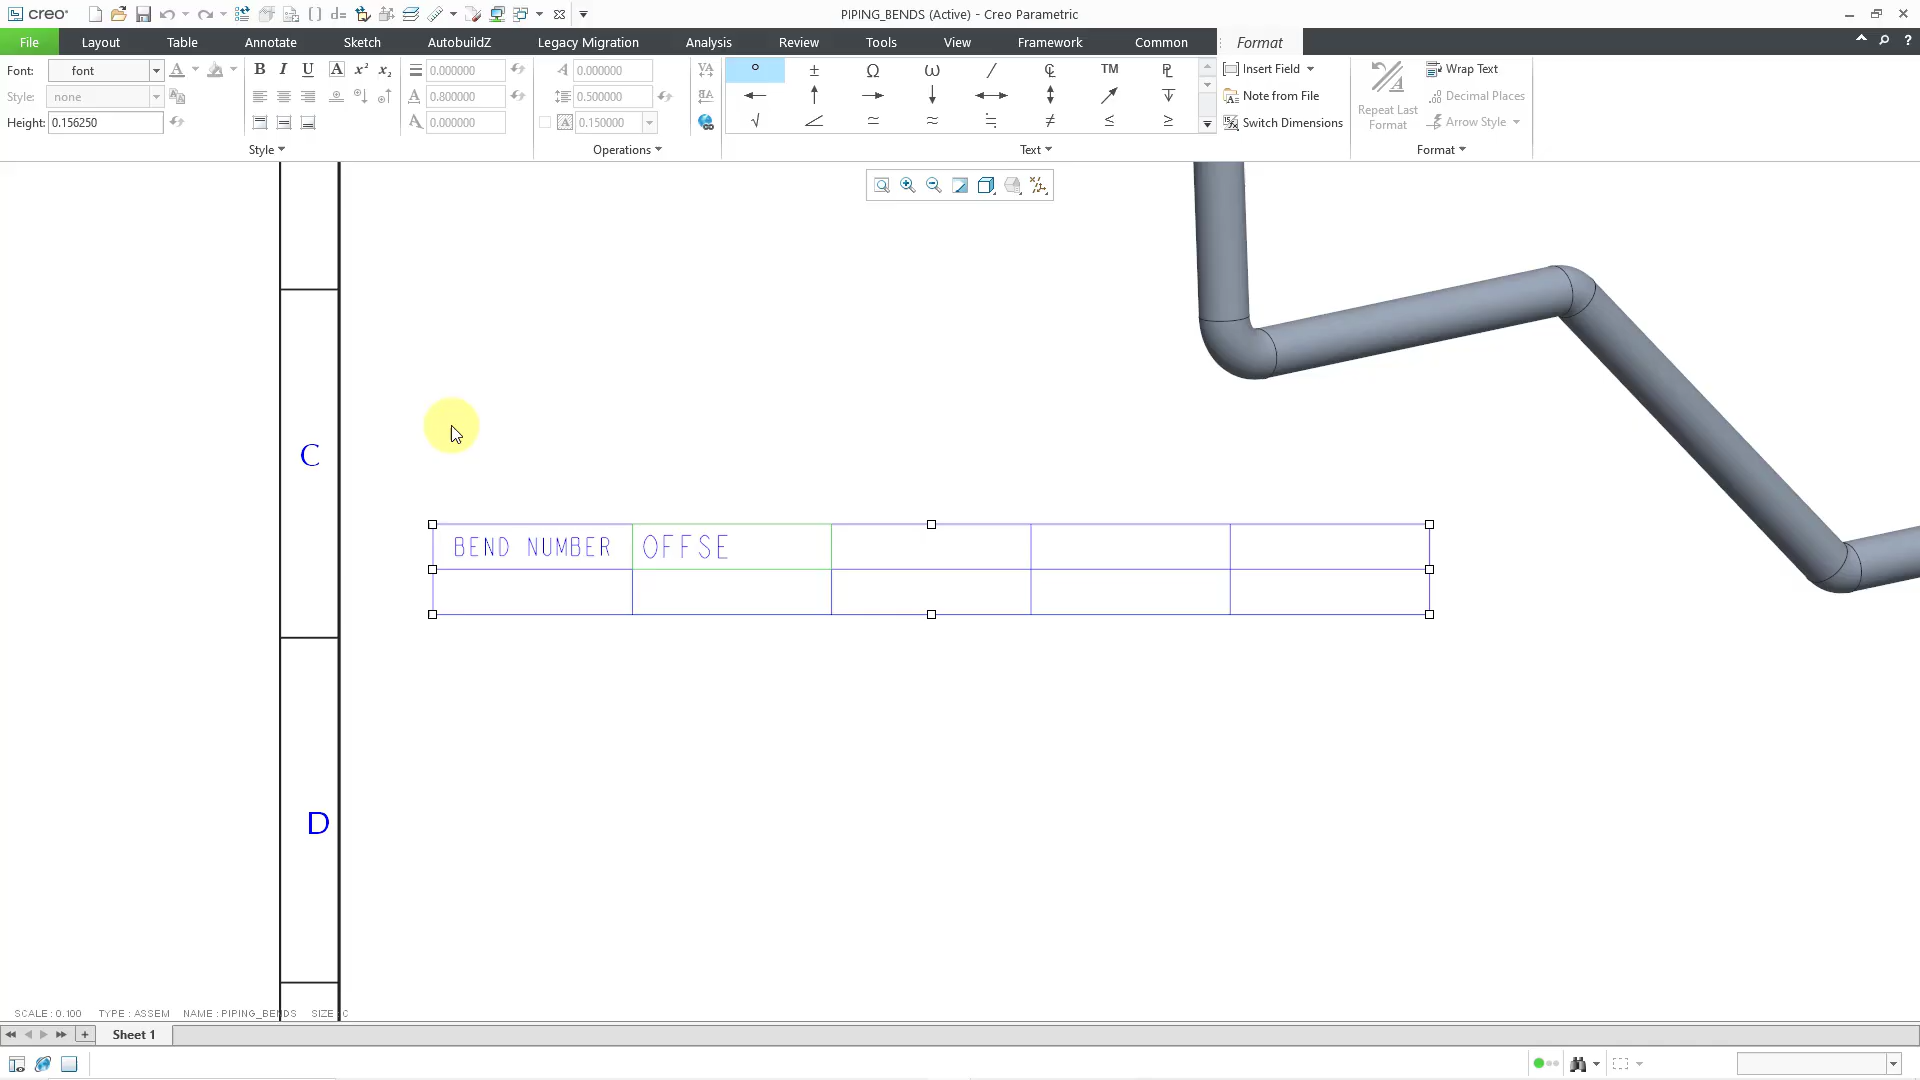 creo
PIPING_BENDS (Active) - Creo Parametric
File Layout Table Annotate Sketch AutobuildZ Legacy Migration Analysis Review Tools View Framework Common Format
Font: font
Style: none
Height: 0.156250
B I U A x² x₂
0.000000
0.800000
0.000000
0.000000
0.500000
0.150000
° ± Ω ω / ℄ TM ⅊
← ↑ → ↓ ↔ ↕ ↗ ↧
√ ∠ ≃ ≈ ≒ ≠ ≤ ≥
Insert Field
Note from File
Switch Dimensions
Repeat Last Format
Wrap Text
Decimal Places
Arrow Style
Style Operations Text Format
C
BEND NUMBER OFFSE
D
SCALE : 0.100 TYPE : ASSEM NAME : PIPING_BENDS SIZE : C
Sheet 1